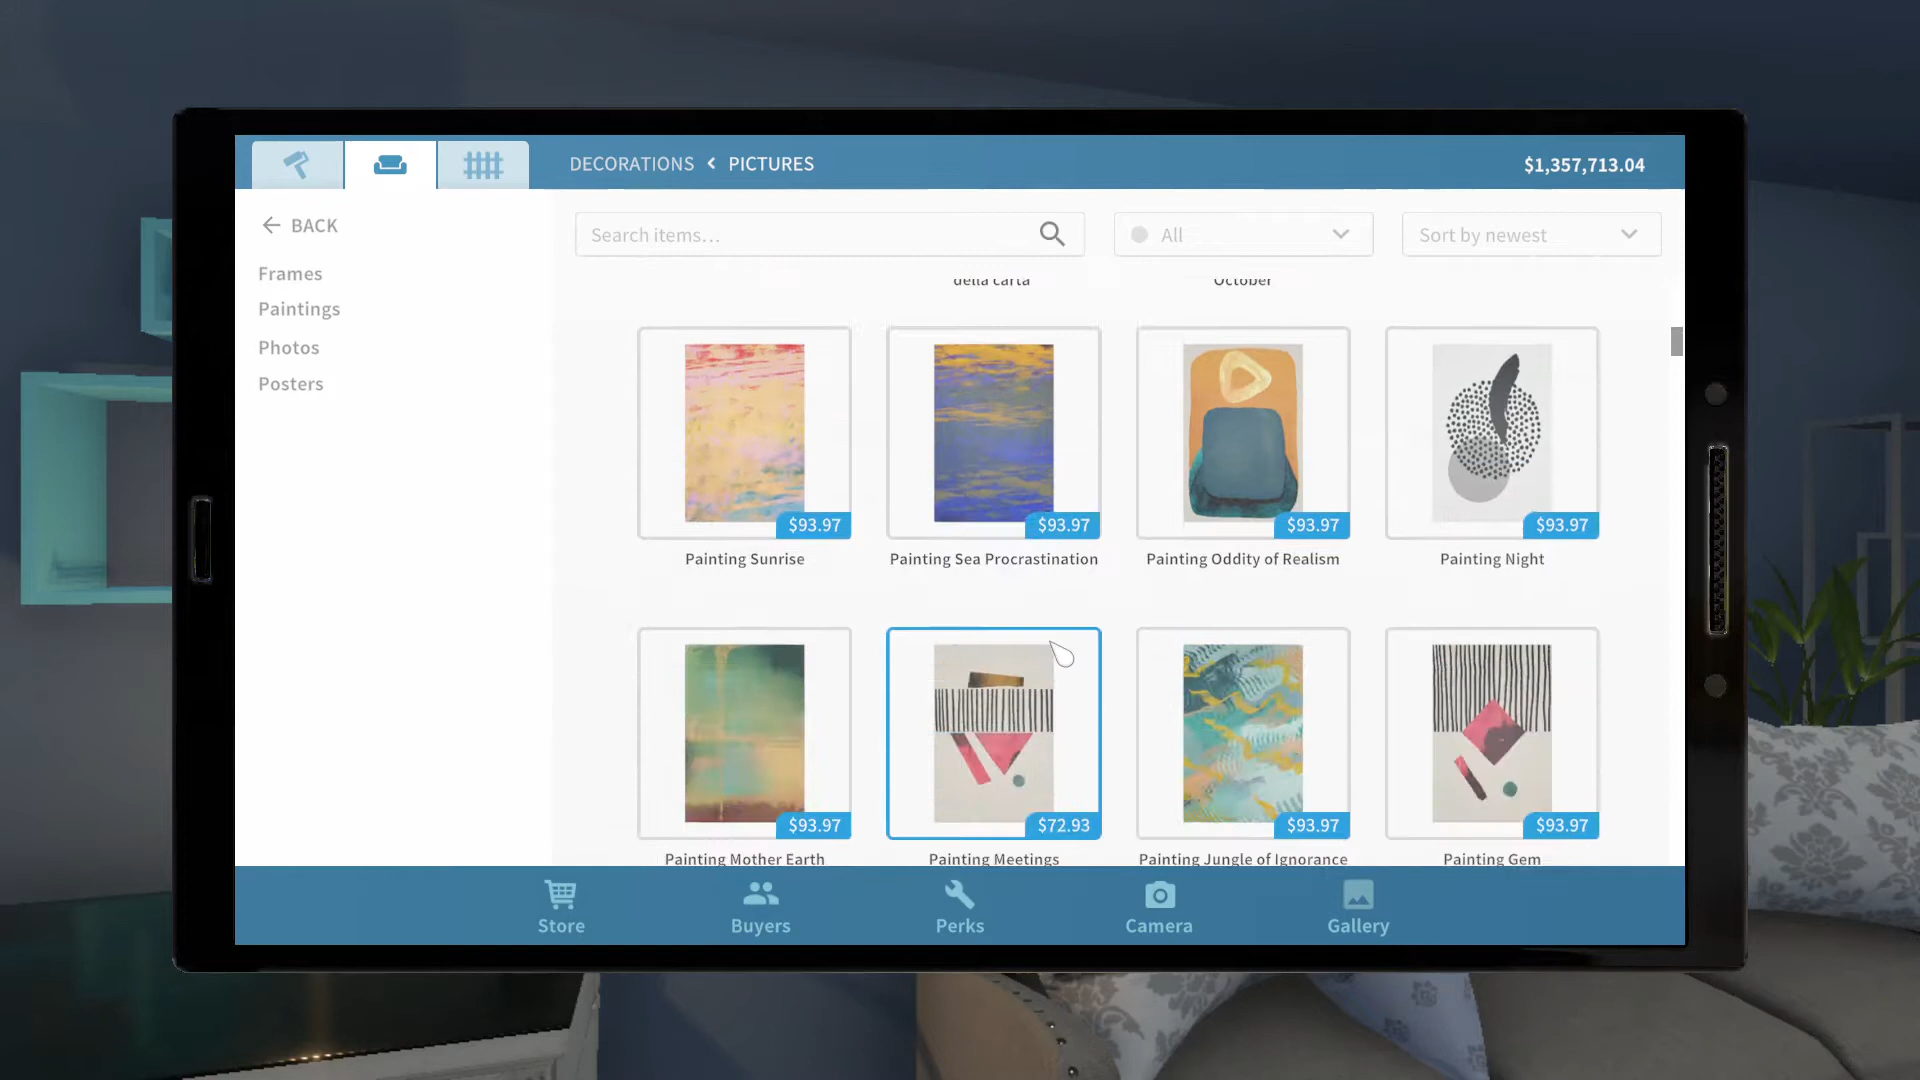 DECORATIONS < PICTURES
$1,357,713.04
BACK
Frames
Paintings
Photos
Posters
Search items...
All
Sort by newest
della carta
October
$93.97
$93.97
$93.97
$93.97
Painting Sunrise
Painting Sea Procrastination
Painting Oddity of Realism
Painting Night
$93.97
$72.93
$93.97
$93.97
Painting Mother Earth
Painting Meetings
Painting Jungle of Ignorance
Painting Gem
Store
Buyers
Perks
Camera
Gallery